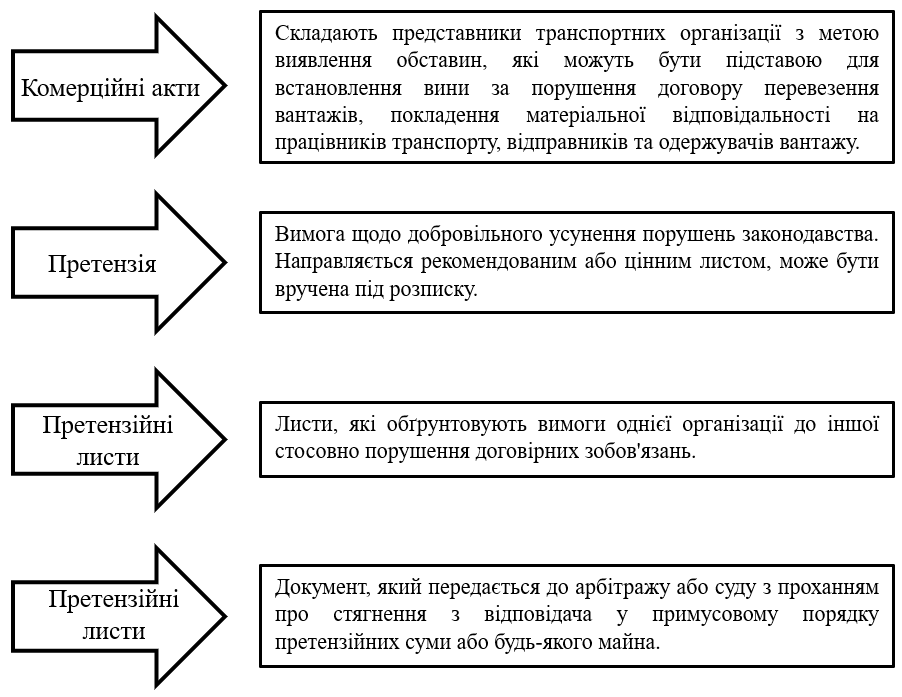 Комерційні акти
Складають представники транспортних організації з метою
виявлення обставин, які можуть бути підставою для
встановлення вини за порушення договору перевезення
вантажів, покладення матеріальної відповідальності на
працівників транспорту, відправників та одержувачів вантажу.
Претензія
Вимога щодо добровільного усунення порушень законодавства.
Направляється рекомендованим або цінним листом, може бути
вручена під розписку.
Претензійні
листи
Листи, які обґрунтовують вимоги однієї організації до іншої
стосовно порушення договірних зобов'язань.
Претензійні
листи
Документ, який передається до арбітражу або суду з проханням
про стягнення з відповідача у примусовому порядку
претензійних суми або будь-якого майна.